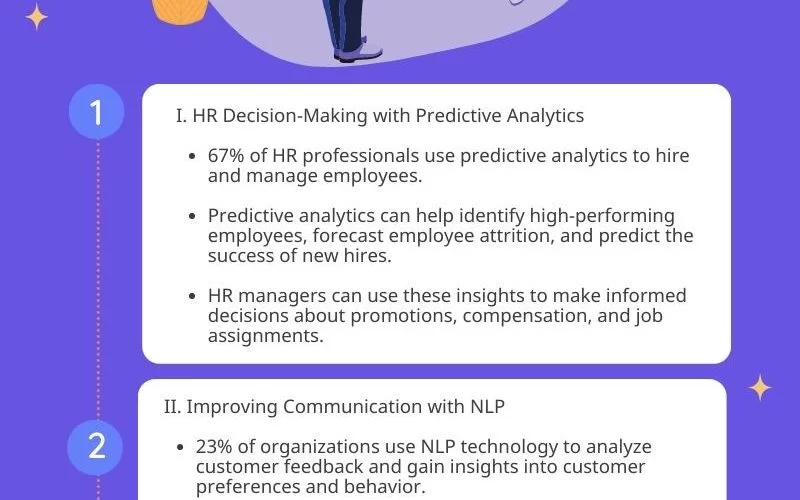 1
I. HR Decision-Making with Predictive Analytics
• 67% of HR professionals use predictive analytics to hire
and manage employees.
• Predictive analytics can help identify high-performing
employees, forecast employee attrition, and predict the
success of new hires.
• HR managers can use these insights to make informed
decisions about promotions, compensation, and job
assignments.
2
II. Improving Communication with NLP
• 23% of organizations use NLP technology to analyze
customer feedback and gain insights into customer
preferences and behavior.